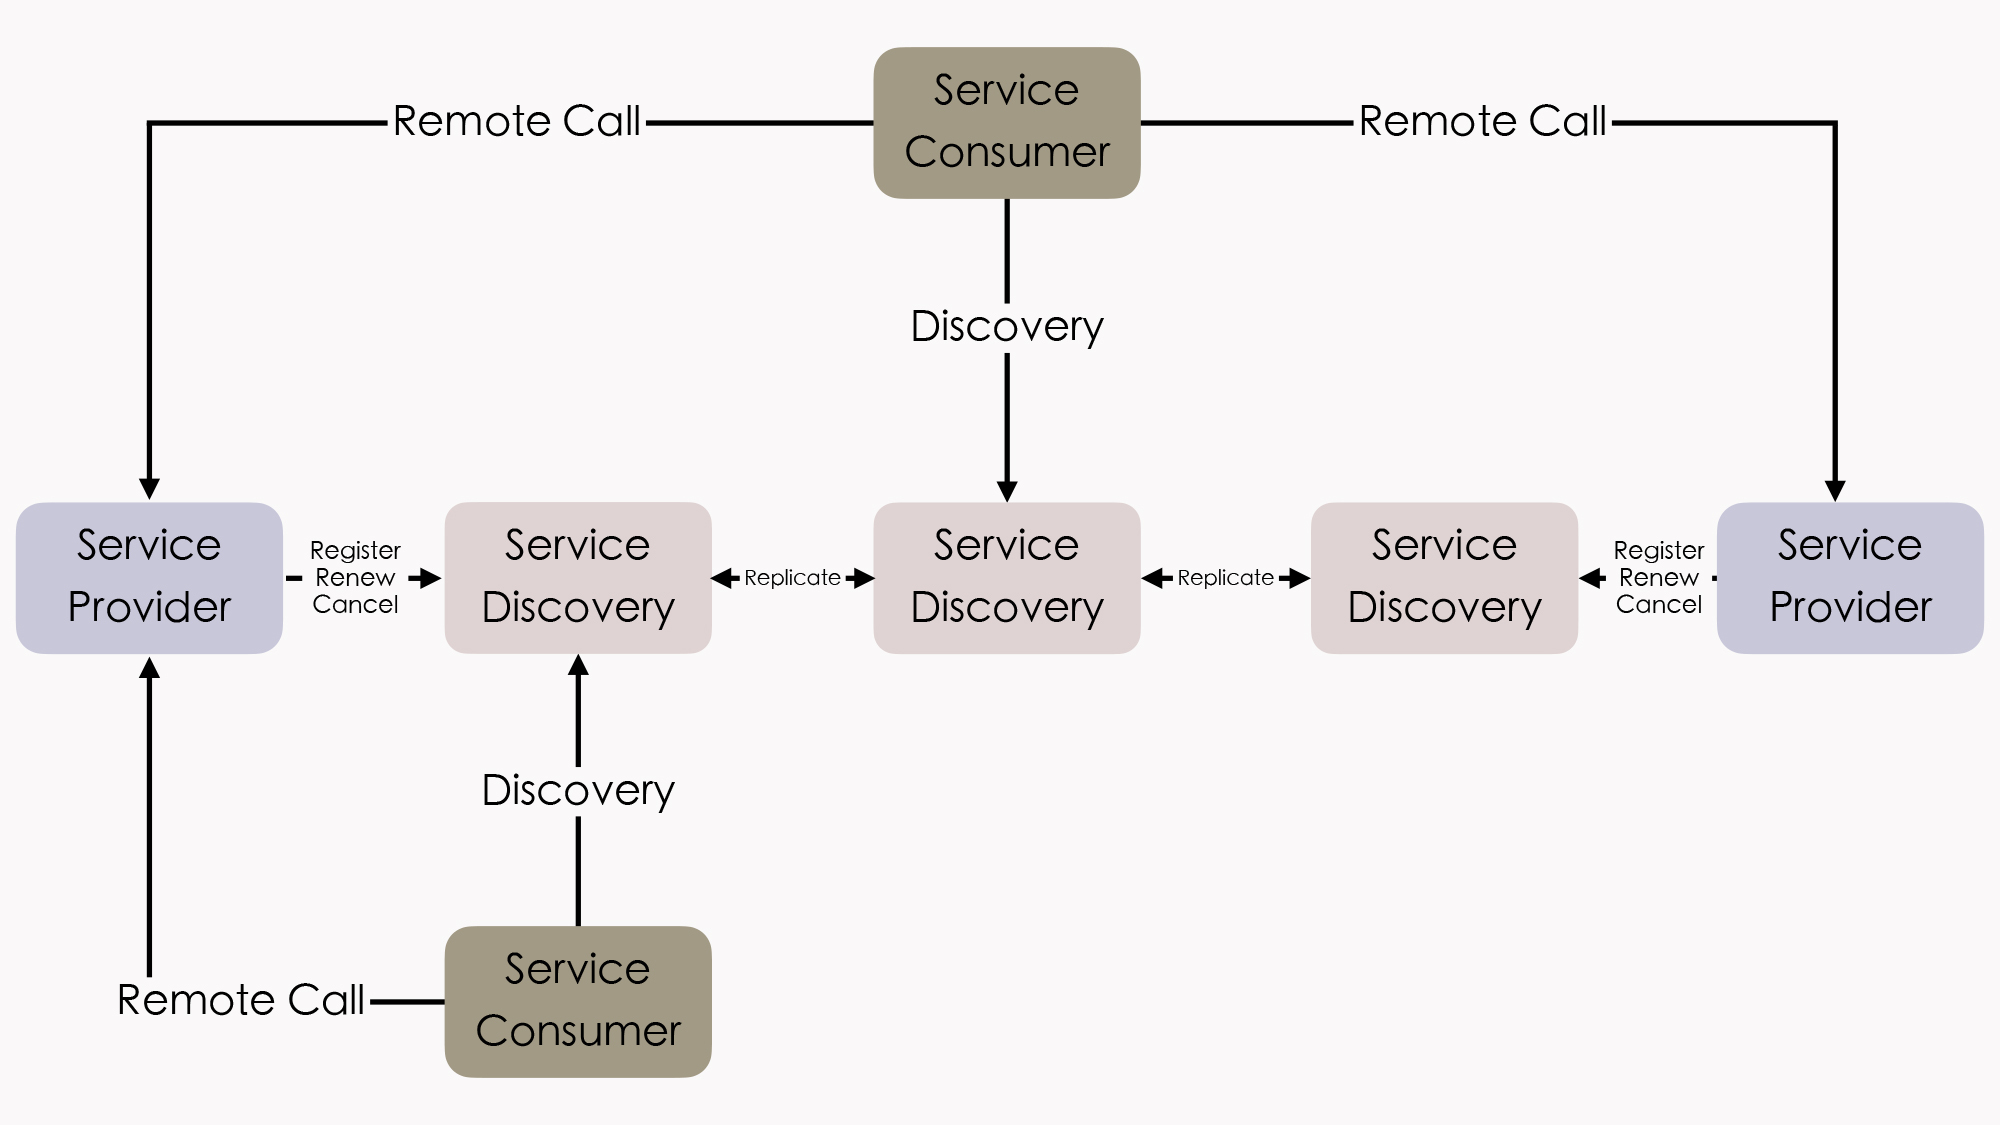 Service
Consumer
Remote Call
Remote Call
Discovery
Service
Provider
Register
Renew
Cancel
Service
Discovery
Replicate
Service
Discovery
Replicate
Service
Discovery
Register
Renew
Cancel
Service
Provider
Discovery
Remote Call
Service
Consumer